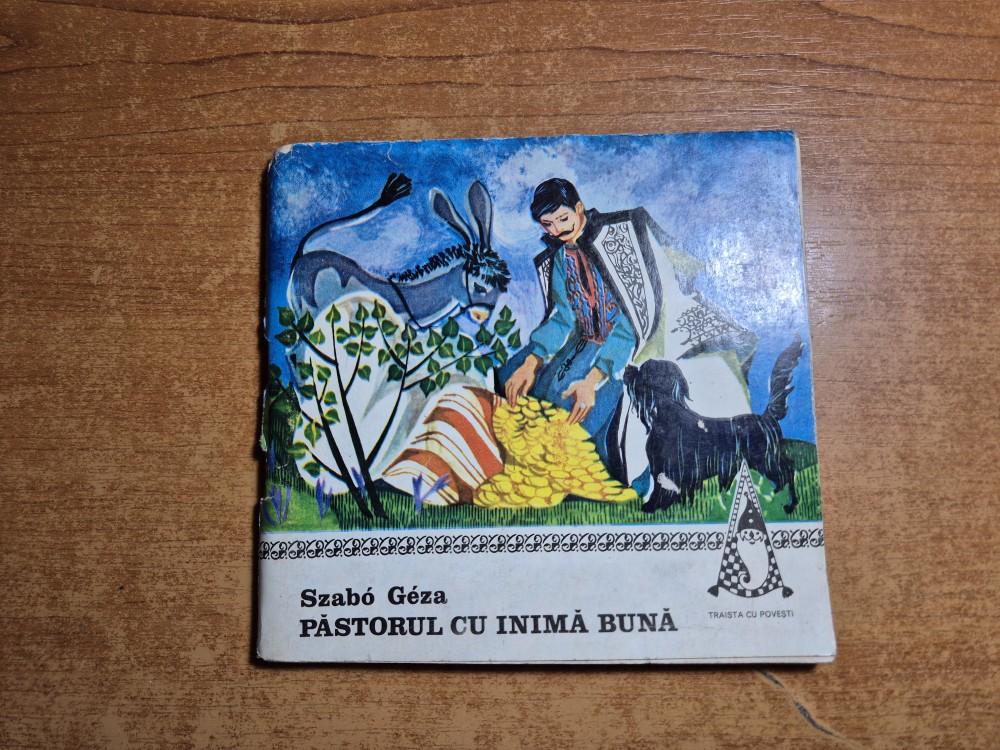 Szabó Géza
PĂSTORUL CU INIMĂ BUNĂ
TRAISTA CU POVEȘTI